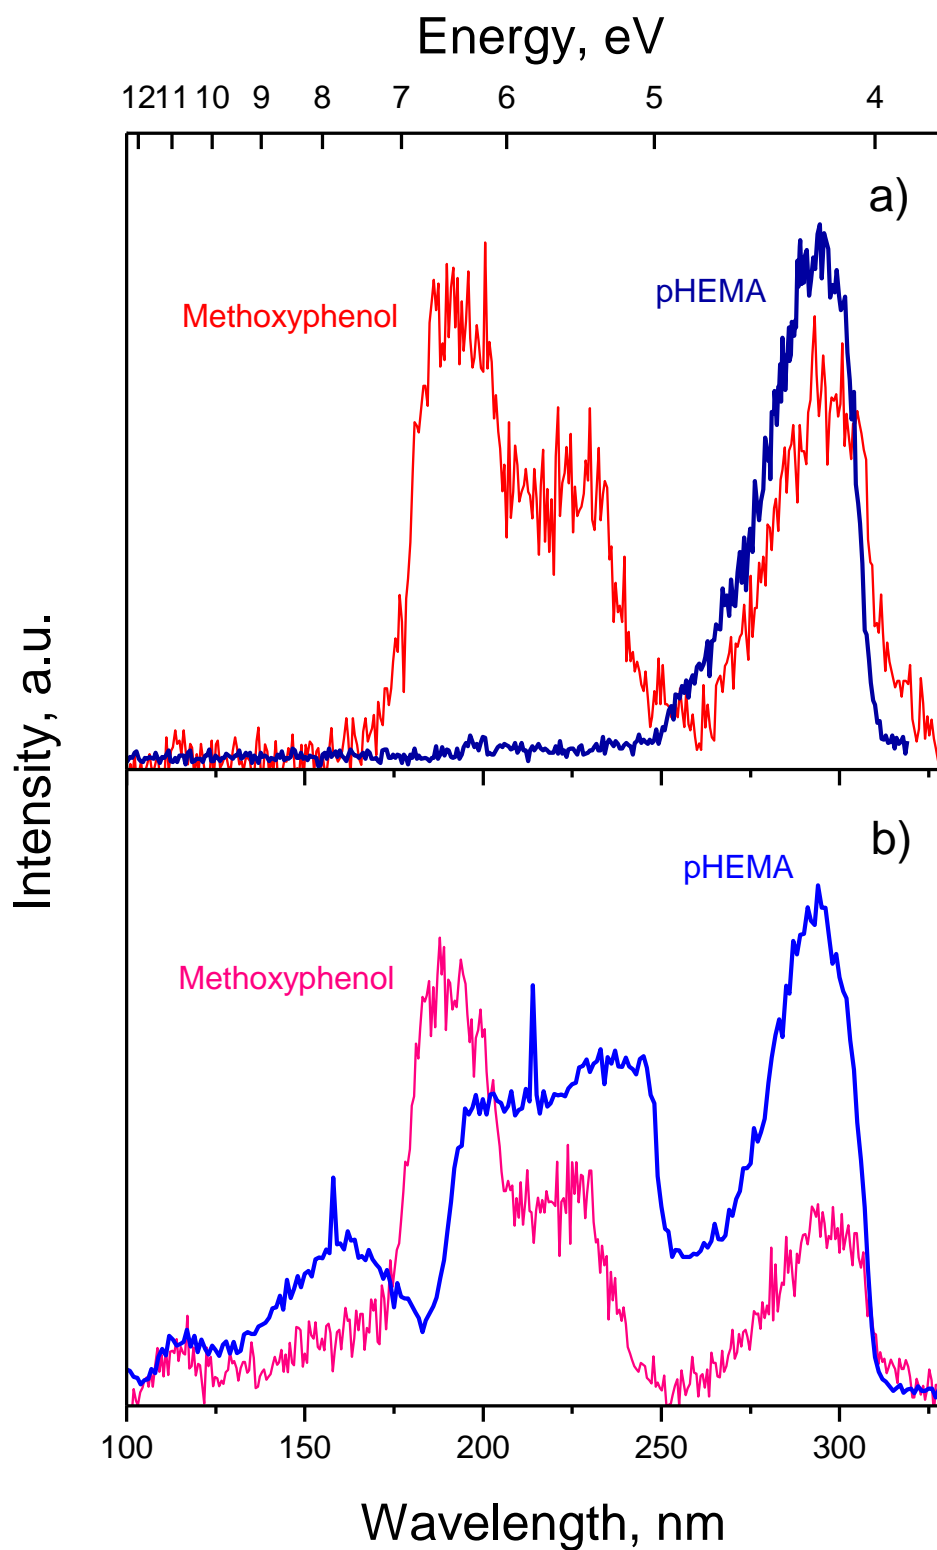 Energy, eV
12 11 10 9 8 7 6 5 4
a)
pHEMA
Methoxyphenol
Intensity, a.u.
b)
pHEMA
Methoxyphenol
100 150 200 250 300
Wavelength, nm